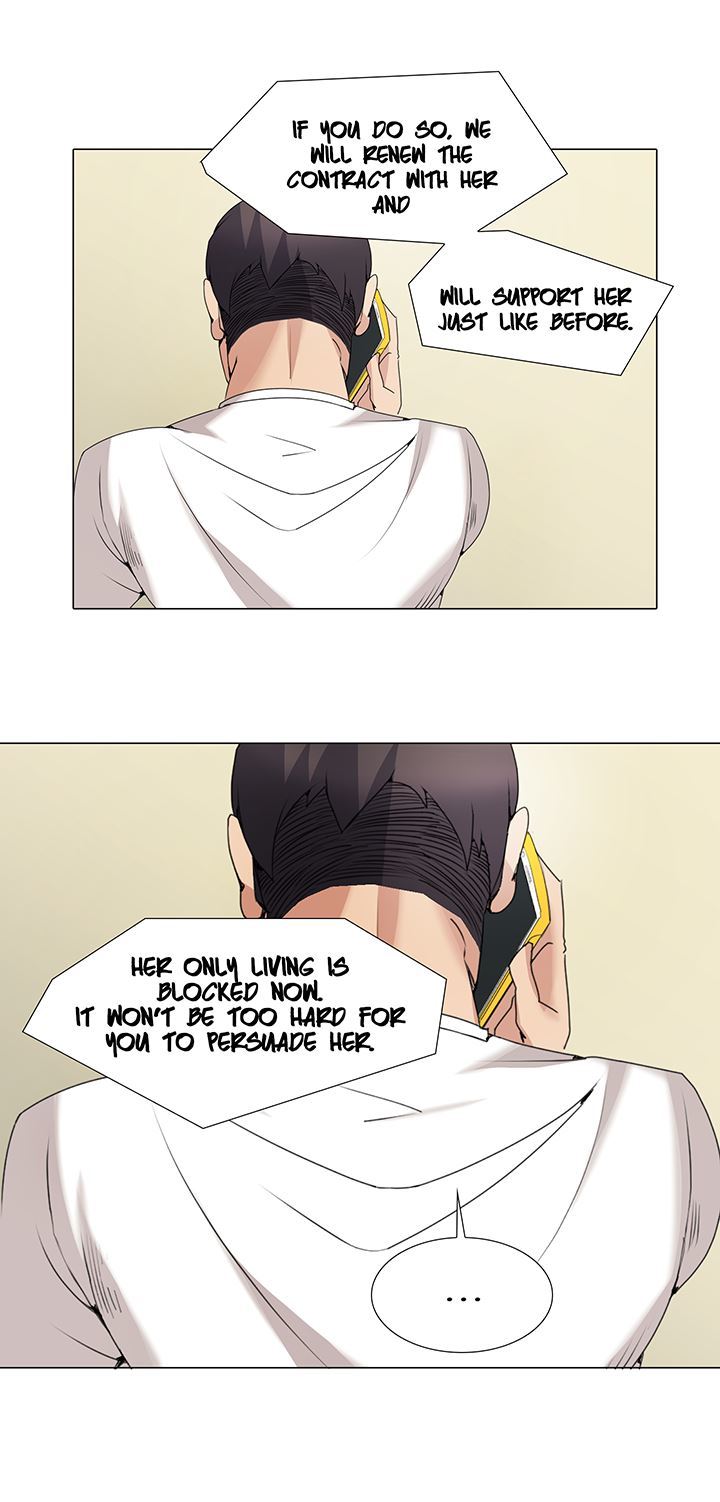 IF YOU DO SO, WE
WILL RENEW THE
CONTRACT WITH HER
AND
WILL SUPPORT HER
JUST LIKE BEFORE.
HER ONLY LIVING IS
BLOCKED NOW.
IT WON'T BE TOO HARD FOR
YOU TO PERSUADE HER.
...